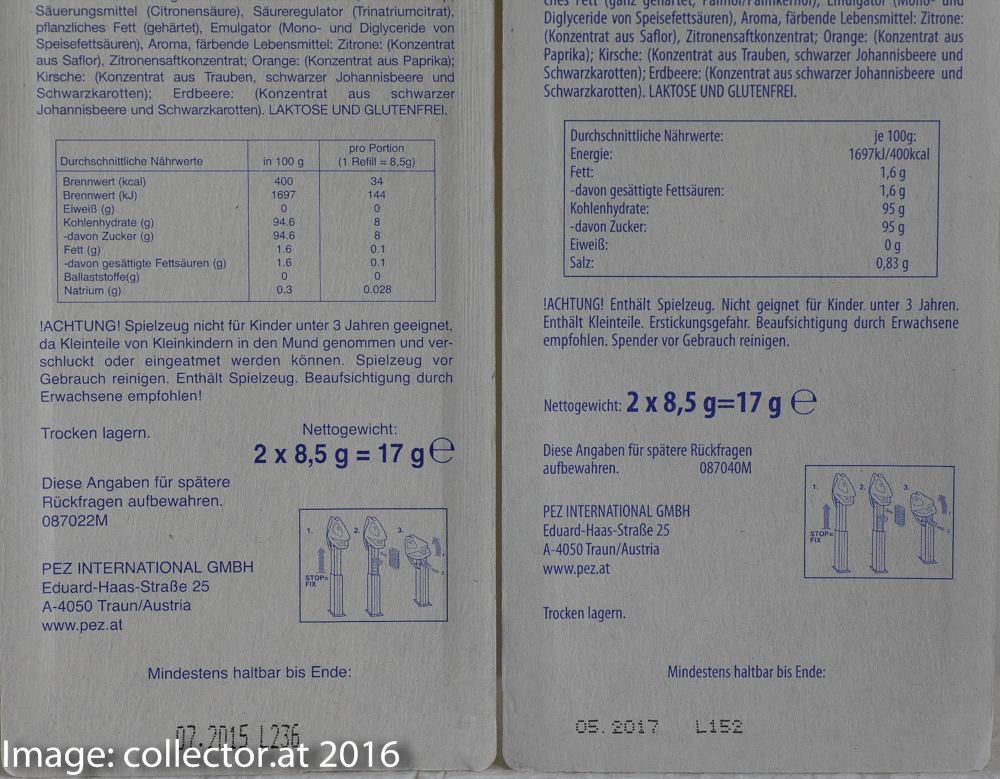 Säuerungsmittel (Citronensäure), Säureregulator (Trinatriumcitrat),
pflanzliches Fett (gehärtet), Emulgator (Mono- und Diglyceride von
Speisefettsäuren), Aroma, färbende Lebensmittel: Zitrone: (Konzentrat
aus Saflor), Zitronensaftkonzentrat; Orange: (Konzentrat aus Paprika);
Kirsche: (Konzentrat aus Trauben, schwarzer Johannisbeere und
Schwarzkarotten); Erdbeere: (Konzentrat aus schwarzer
Johannisbeere und Schwarzkarotten). LAKTOSE UND GLUTENFREI.
Durchschnittliche Nährwerte in 100 g pro Portion
(1 Refill = 8,5g)
Brennwert (kcal) 400 34
Brennwert (kJ) 1697 144
Eiweiß (g) 0 0
Kohlenhydrate (g) 94.6 8
-davon Zucker (g) 94.6 8
Fett (g) 1.6 0.1
-davon gesättigte Fettsäuren (g) 1.6 0.1
Ballaststoffe(g) 0 0
Natrium (g) 0.3 0.028
!ACHTUNG! Spielzeug nicht für Kinder unter 3 Jahren geeignet,
da Kleinteile von Kleinkindern in den Mund genommen und ver-
schluckt oder eingeatmet werden können. Spielzeug vor
Gebrauch reinigen. Enthält Spielzeug. Beaufsichtigung durch
Erwachsene empfohlen!
Trocken lagern.
Nettogewicht:
2 x 8,5 g = 17 g ℮
Diese Angaben für spätere
Rückfragen aufbewahren.
087022M
PEZ INTERNATIONAL GMBH
Eduard-Haas-Straße 25
A-4050 Traun/Austria
www.pez.at
1. 2. 3.
STOP=
FIX
Mindestens haltbar bis Ende:
07.2015 L236
ches Fett (ganz gehärtet, Palmöl/Palmkernöl), Emulgator (Mono- und
Diglyceride von Speisefettsäuren), Aroma, färbende Lebensmittel: Zitrone:
(Konzentrat aus Saflor), Zitronensaftkonzentrat; Orange: (Konzentrat aus
Paprika); Kirsche: (Konzentrat aus Trauben, schwarzer Johannisbeere und
Schwarzkarotten); Erdbeere: (Konzentrat aus schwarzer Johannisbeere und
Schwarzkarotten). LAKTOSE UND GLUTENFREI.
Durchschnittliche Nährwerte: je 100g:
Energie: 1697kJ/400kcal
Fett: 1,6 g
-davon gesättigte Fettsäuren: 1,6 g
Kohlenhydrate: 95 g
-davon Zucker: 95 g
Eiweiß: 0 g
Salz: 0,83 g
!ACHTUNG! Enthält Spielzeug. Nicht geignet für Kinder unter 3 Jahren.
Enthält Kleinteile. Erstickungsgefahr. Beaufsichtigung durch Erwachsene
empfohlen. Spender vor Gebrauch reinigen.
Nettogewicht: 2 x 8,5 g=17 g ℮
Diese Angaben für spätere Rückfragen
aufbewahren. 087040M
PEZ INTERNATIONAL GMBH
Eduard-Haas-Straße 25
A-4050 Traun/Austria
www.pez.at
1. 2. 3.
STOP=
FIX
Trocken lagern.
Mindestens haltbar bis Ende:
05.2017 L152
Image: collector.at 2016